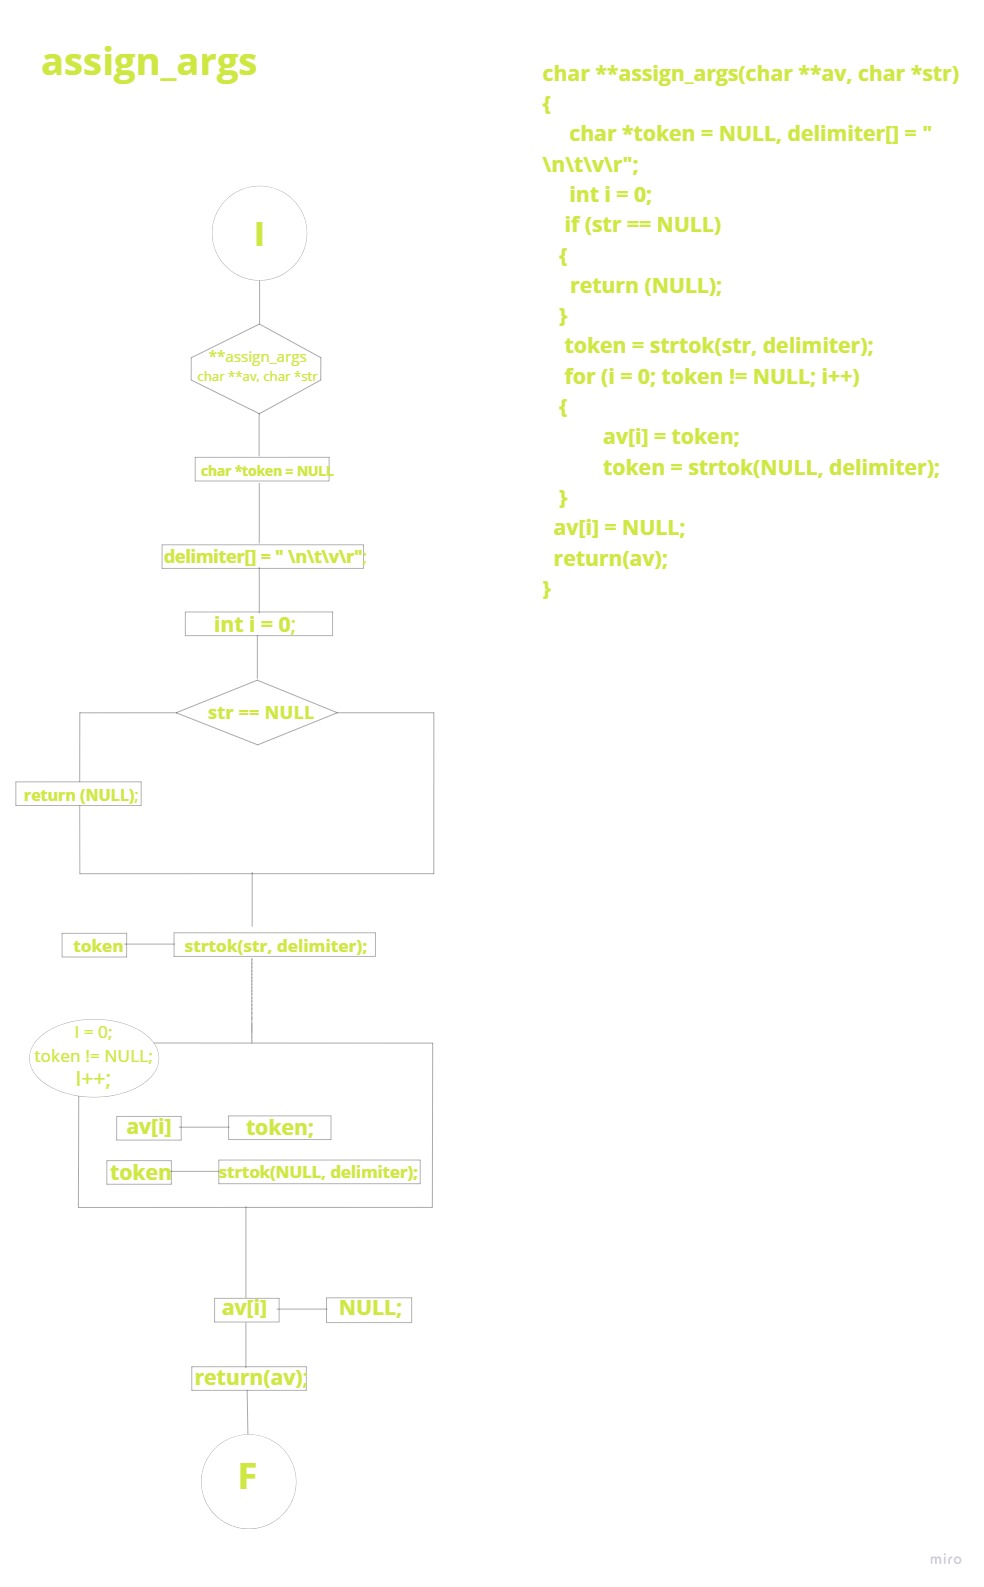 assign_args
I
**assign_args
char **av, char *str
char *token = NULL
delimiter[] = " \n\t\v\r";
int i = 0;
str == NULL
return (NULL);
token
strtok(str, delimiter);
I = 0;
token != NULL;
I++;
av[i]
token;
token
strtok(NULL, delimiter);
av[i]
NULL;
return(av);
F
char **assign_args(char **av, char *str)
{
char *token = NULL, delimiter[] = "
\n\t\v\r";
int i = 0;
if (str == NULL)
{
return (NULL);
}
token = strtok(str, delimiter);
for (i = 0; token != NULL; i++)
{
av[i] = token;
token = strtok(NULL, delimiter);
}
av[i] = NULL;
return(av);
}
miro